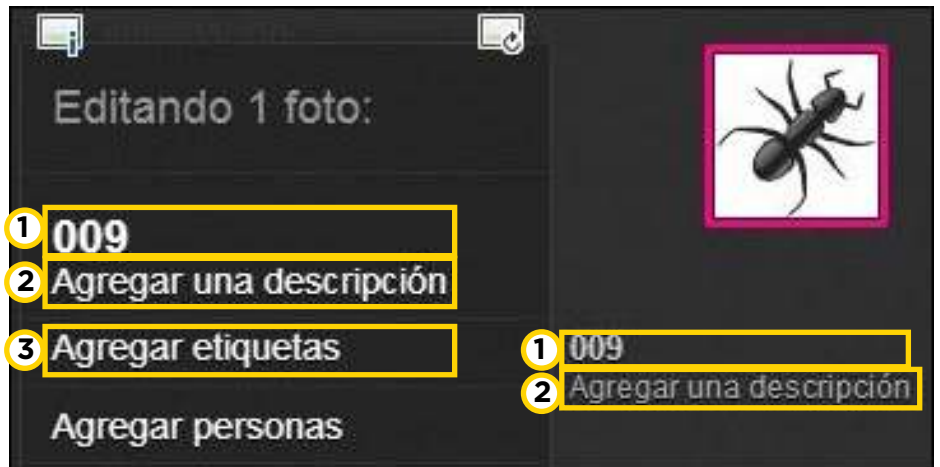 Editando 1 foto:
1 009
2 Agregar una descripción
3 Agregar etiquetas
Agregar personas
1 009
2 Agregar una descripción